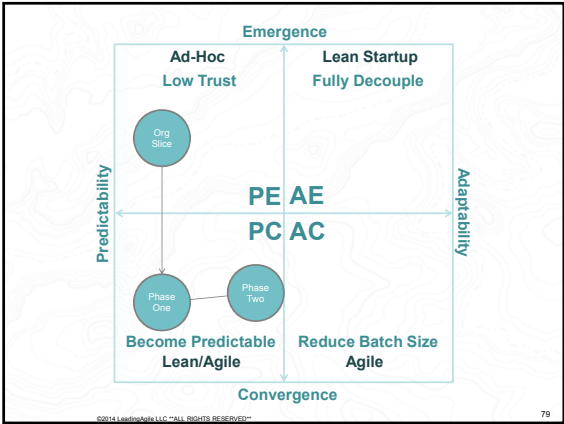 Emergence
Ad-Hoc
Low Trust
Lean Startup
Fully Decouple
Org
Slice
Predictability
Adaptability
PE AE
PC AC
Phase
One
Phase
Two
Become Predictable
Lean/Agile
Reduce Batch Size
Agile
Convergence
©2014 LeadingAgile LLC **ALL RIGHTS RESERVED**
79